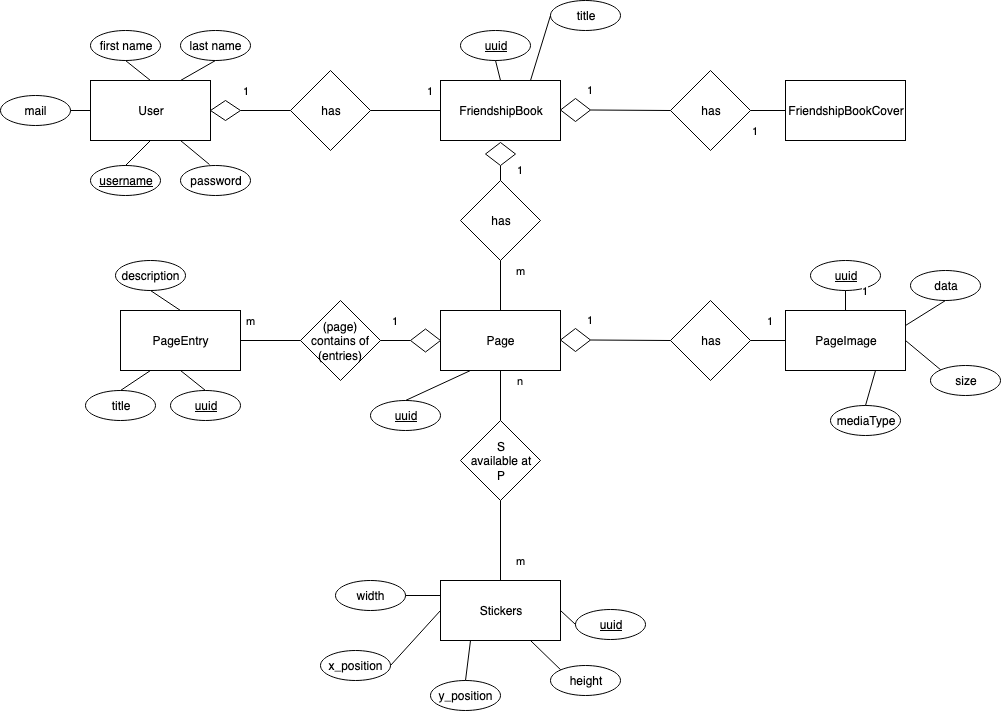 title
uuid
first name
last name
1
1
1
mail
User
has
FriendshipBook
has
FriendshipBookCover
1
username
password
1
has
m
description
uuid
1
data
m
1
1
1
PageEntry
(page)
contains of
(entries)
Page
has
PageImage
n
size
title
uuid
uuid
mediaType
S
available at
P
m
width
Stickers
uuid
x_position
height
y_position